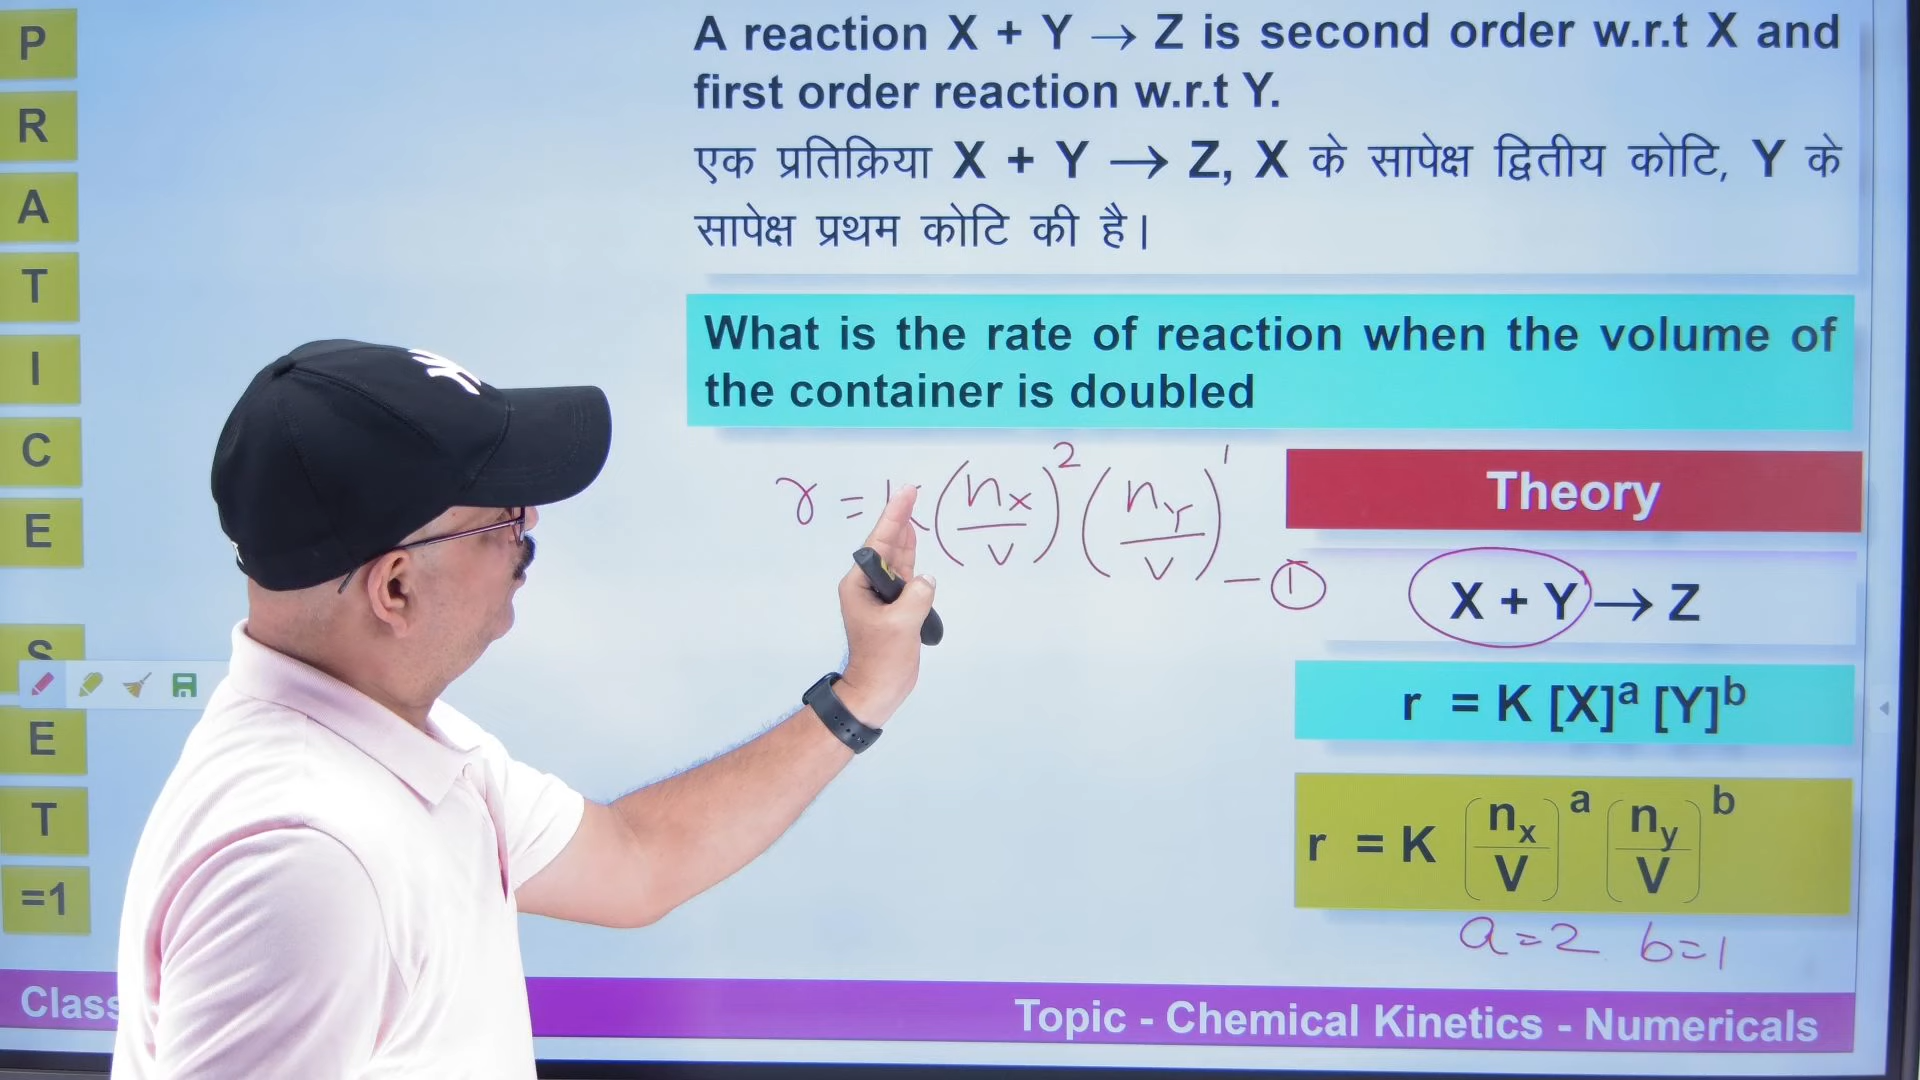 P
R
A
T
I
C
E
S
E
T
=1
A reaction X + Y → Z is second order w.r.t X and
first order reaction w.r.t Y.
एक प्रतिक्रिया X + Y → Z, X के सापेक्ष द्वितीय कोटि, Y के
सापेक्ष प्रथम कोटि की है।
What is the rate of reaction when the volume of
the container is doubled
r = k (nx/V)² (nY/V)¹ – ①
Theory
X + Y → Z
r = K [X]ᵃ [Y]ᵇ
r = K (nx/V)ᵃ (ny/V)ᵇ
a=2 b=1
Class
Topic - Chemical Kinetics - Numericals